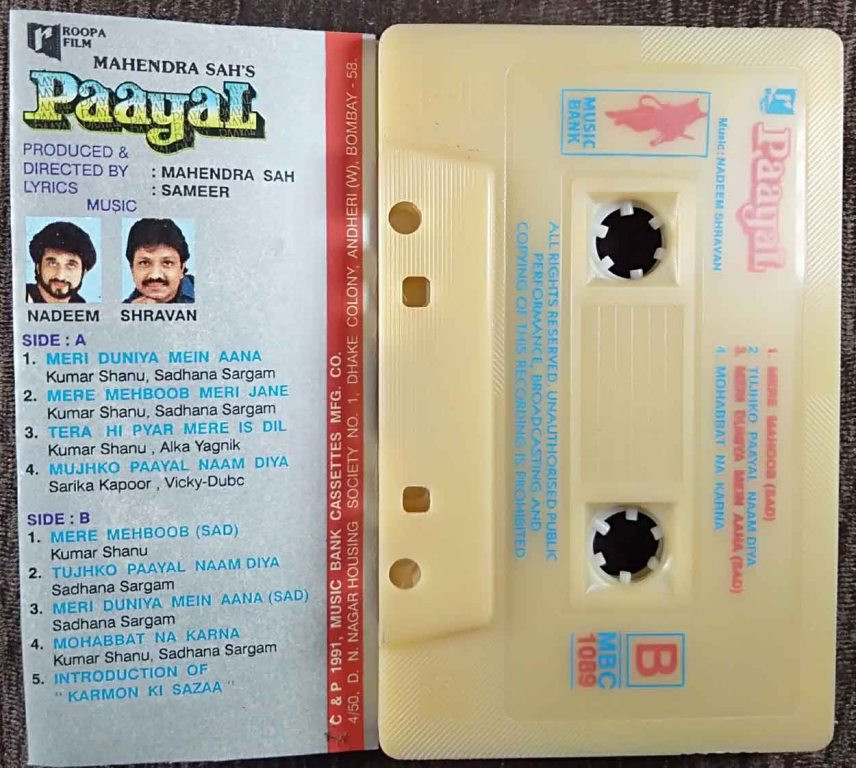 ROOPA
FILM
MAHENDRA SAH'S
PaayaL
PRODUCED &
DIRECTED BY : MAHENDRA SAH
LYRICS : SAMEER
MUSIC
NADEEM SHRAVAN
SIDE : A
1. MERI DUNIYA MEIN AANA
Kumar Shanu, Sadhana Sargam
2. MERE MEHBOOB MERI JANE
Kumar Shanu, Sadhana Sargam
3. TERA HI PYAR MERE IS DIL
Kumar Shanu , Alka Yagnik
4. MUJHKO PAAYAL NAAM DIYA
Sarika Kapoor , Vicky-Dubc
SIDE : B
1. MERE MEHBOOB (SAD)
Kumar Shanu
2. TUJHKO PAAYAL NAAM DIYA
Sadhana Sargam
3. MERI DUNIYA MEIN AANA (SAD)
Sadhana Sargam
4. MOHABBAT NA KARNA
Kumar Shanu, Sadhana Sargam
5. INTRODUCTION OF
" KARMON KI SAZAA "
C & P 1991, MUSIC BANK CASSETTES MFG. CO.
4/50, D. N. NAGAR HOUSING SOCIETY NO. 1, DHAKE COLONY, ANDHERI (W), BOMBAY - 58.
PaayaL
Music: NADEEM SHRAVAN
1. MERE MAHOOB (SAD)
2 TUJHKO PAAYAL NAAM DIYA
3. MERI DUNIYA MEIN AANA (SAD)
4. MOHABBAT NA KARNA
MUSIC
BANK
B
MBC
1089
ALL RIGHTS RESERVED. UNAUTHORISED PUBLIC
PERFORMANCE, BROADCASTING AND
COPYING OF THIS RECORDING IS PROHIBITED